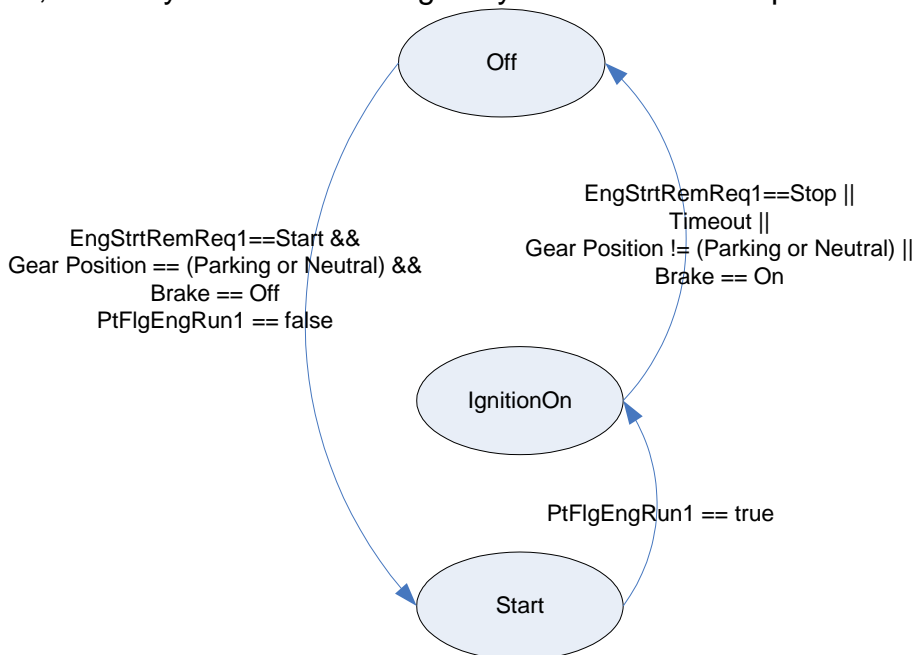 Off
EngStrtRemReq1==Stop ||
Timeout ||
Gear Position != (Parking or Neutral) ||
Brake == On
EngStrtRemReq1==Start &&
Gear Position == (Parking or Neutral) &&
Brake == Off
PtFlgEngRun1 == false
IgnitionOn
PtFlgEngRun1 == true
Start